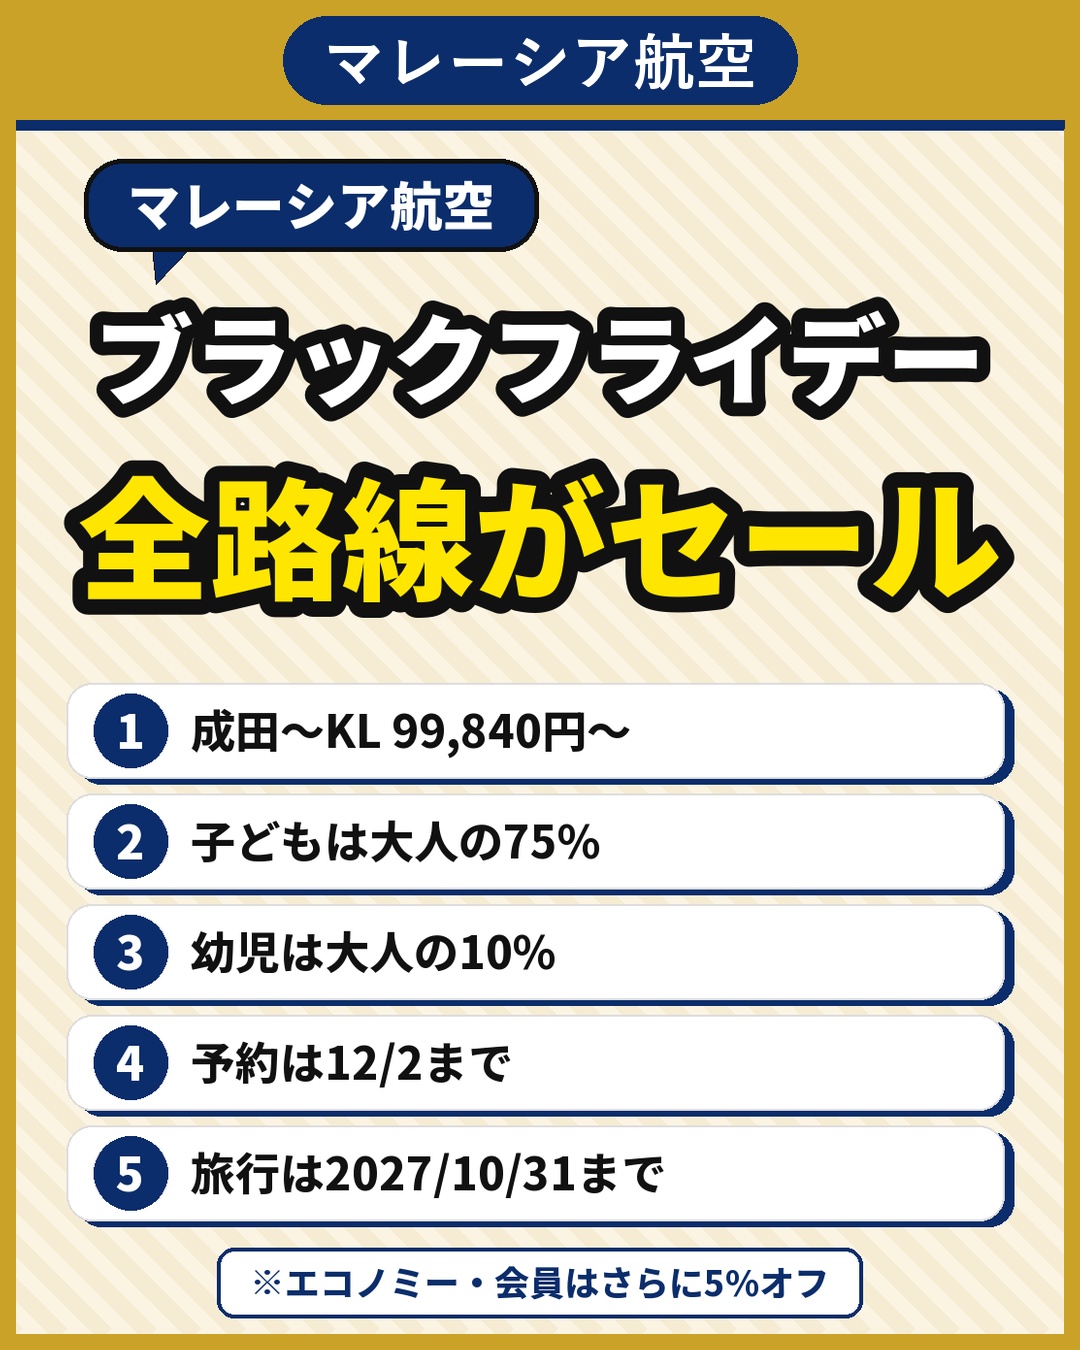 マレーシア航空
マレーシア航空
ブラックフライデー
全路線がセール
1 成田〜KL 99,840円〜
2 子どもは大人の75%
3 幼児は大人の10%
4 予約は12/2まで
5 旅行は2027/10/31まで
※エコノミー・会員はさらに5%オフ